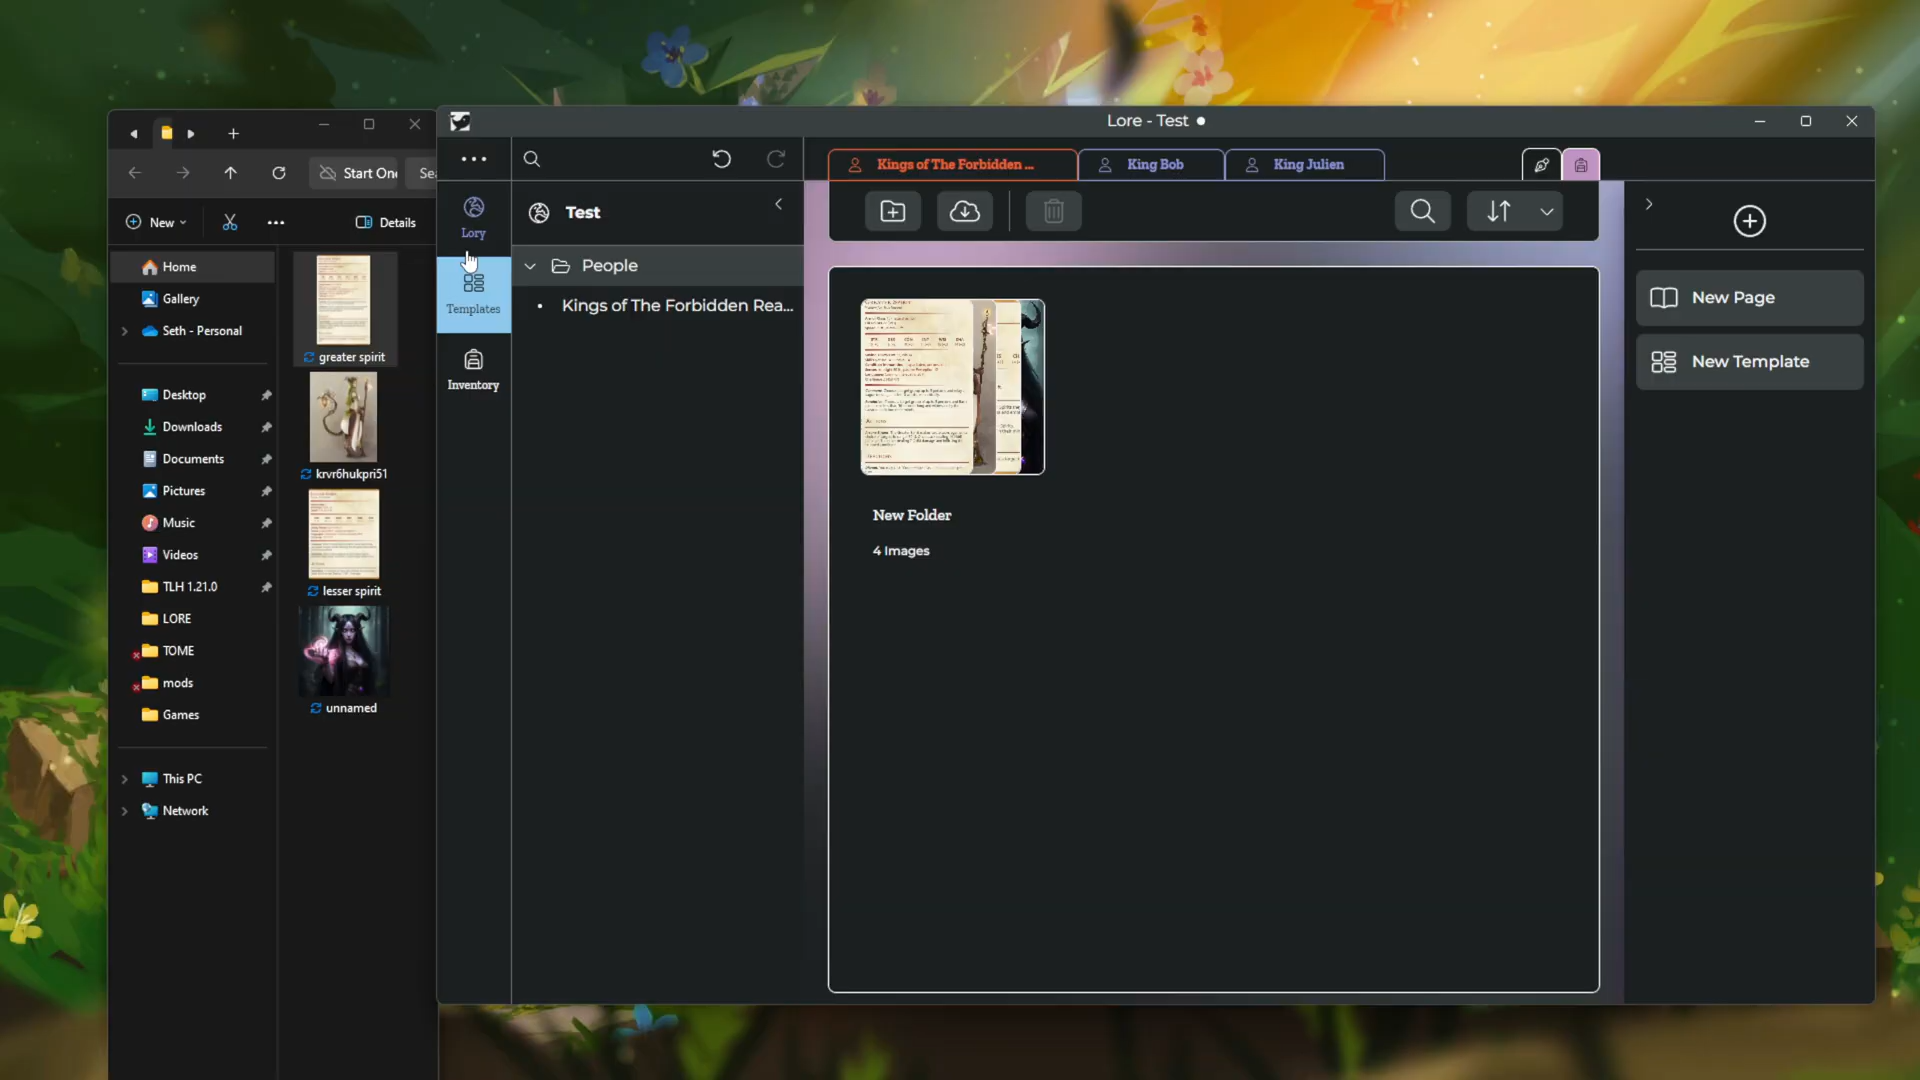 Start One
Sea
New
Details
Home
Gallery
Seth - Personal
Desktop
Downloads
Documents
Pictures
Music
Videos
TLH 1.21.0
LORE
TOME
mods
Games
This PC
Network
greater spirit
krvr6hukpri51
lesser spirit
unnamed
Lore - Test
Lory
Templates
Inventory
Test
People
Kings of The Forbidden Rea...
Kings of The Forbidden ...
King Bob
King Julien
New Folder
4 Images
New Page
New Template